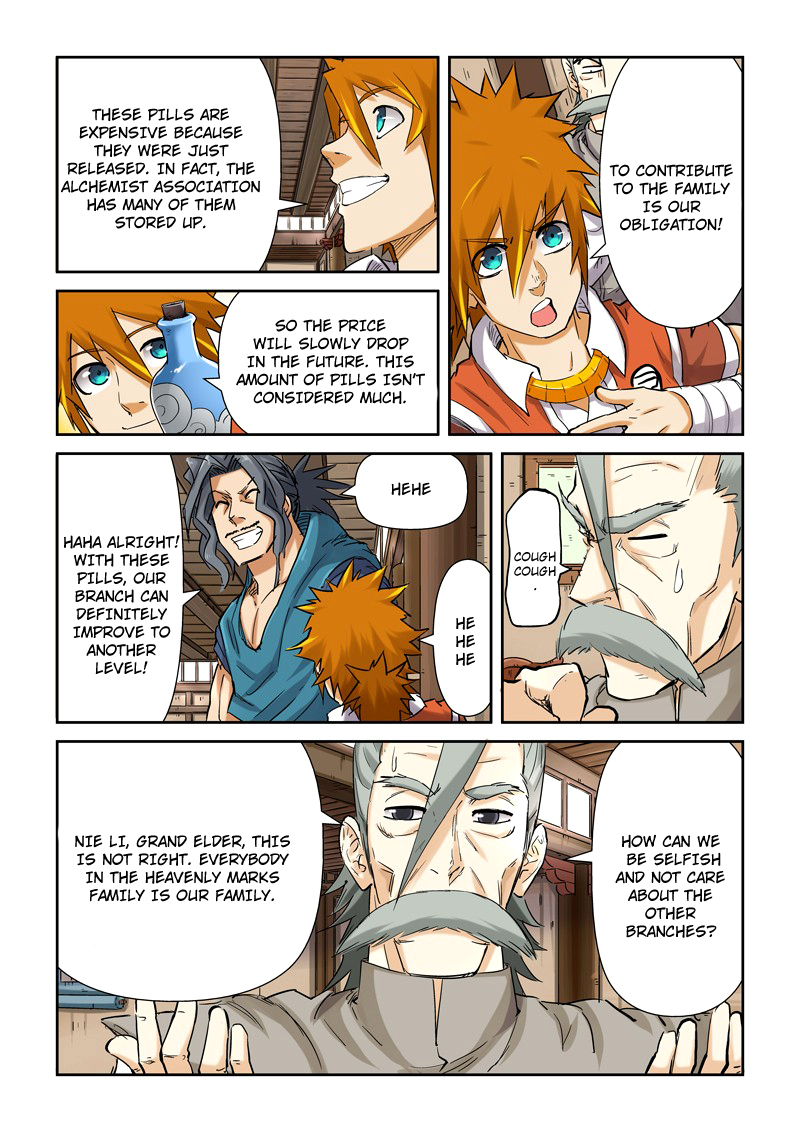 THESE PILLS ARE
EXPENSIVE BECAUSE
THEY WERE JUST
RELEASED. IN FACT, THE
ALCHEMIST ASSOCIATION
HAS MANY OF THEM
STORED UP.
TO CONTRIBUTE
TO THE FAMILY
IS OUR
OBLIGATION!
SO THE PRICE
WILL SLOWLY DROP
IN THE FUTURE. THIS
AMOUNT OF PILLS ISN'T
CONSIDERED MUCH.
HAHA ALRIGHT!
WITH THESE
PILLS, OUR
BRANCH CAN
DEFINITELY
IMPROVE TO
ANOTHER
LEVEL!
HEHE
HE
HE
HE
COUGH
COUGH
.
NIE LI, GRAND ELDER, THIS
IS NOT RIGHT. EVERYBODY
IN THE HEAVENLY MARKS
FAMILY IS OUR FAMILY.
HOW CAN WE
BE SELFISH
AND NOT CARE
ABOUT THE
OTHER
BRANCHES?